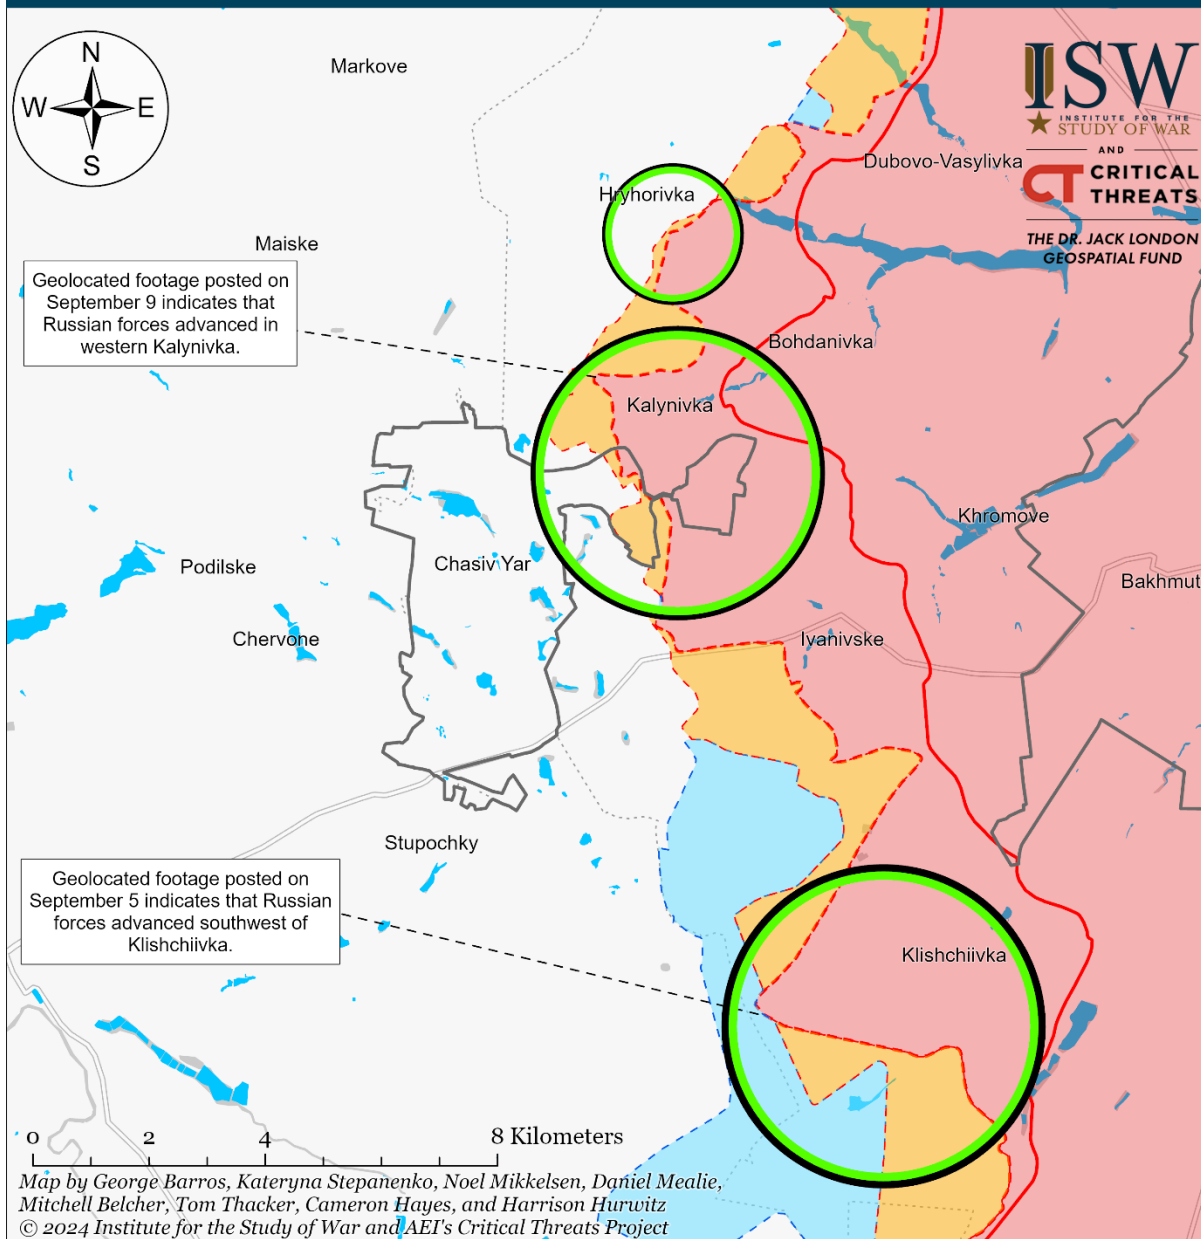 N
W E
S
Markove
ISW
INSTITUTE FOR THE
STUDY OF WAR
AND
CT CRITICAL
THREATS
THE DR. JACK LONDON
GEOSPATIAL FUND
Dubovo-Vasylivka
Hryhorivka
Maiske
Geolocated footage posted on
September 9 indicates that
Russian forces advanced in
western Kalynivka.
Bohdanivka
Kalynivka
Khromove
Chasiv Yar
Podilske
Bakhmut
Chervone
Ivanivske
Stupochky
Geolocated footage posted on
September 5 indicates that Russian
forces advanced southwest of
Klishchiivka.
Klishchiivka
0 2 4 8 Kilometers
Map by George Barros, Kateryna Stepanenko, Noel Mikkelsen, Daniel Mealie,
Mitchell Belcher, Tom Thacker, Cameron Hayes, and Harrison Hurwitz
© 2024 Institute for the Study of War and AEI's Critical Threats Project